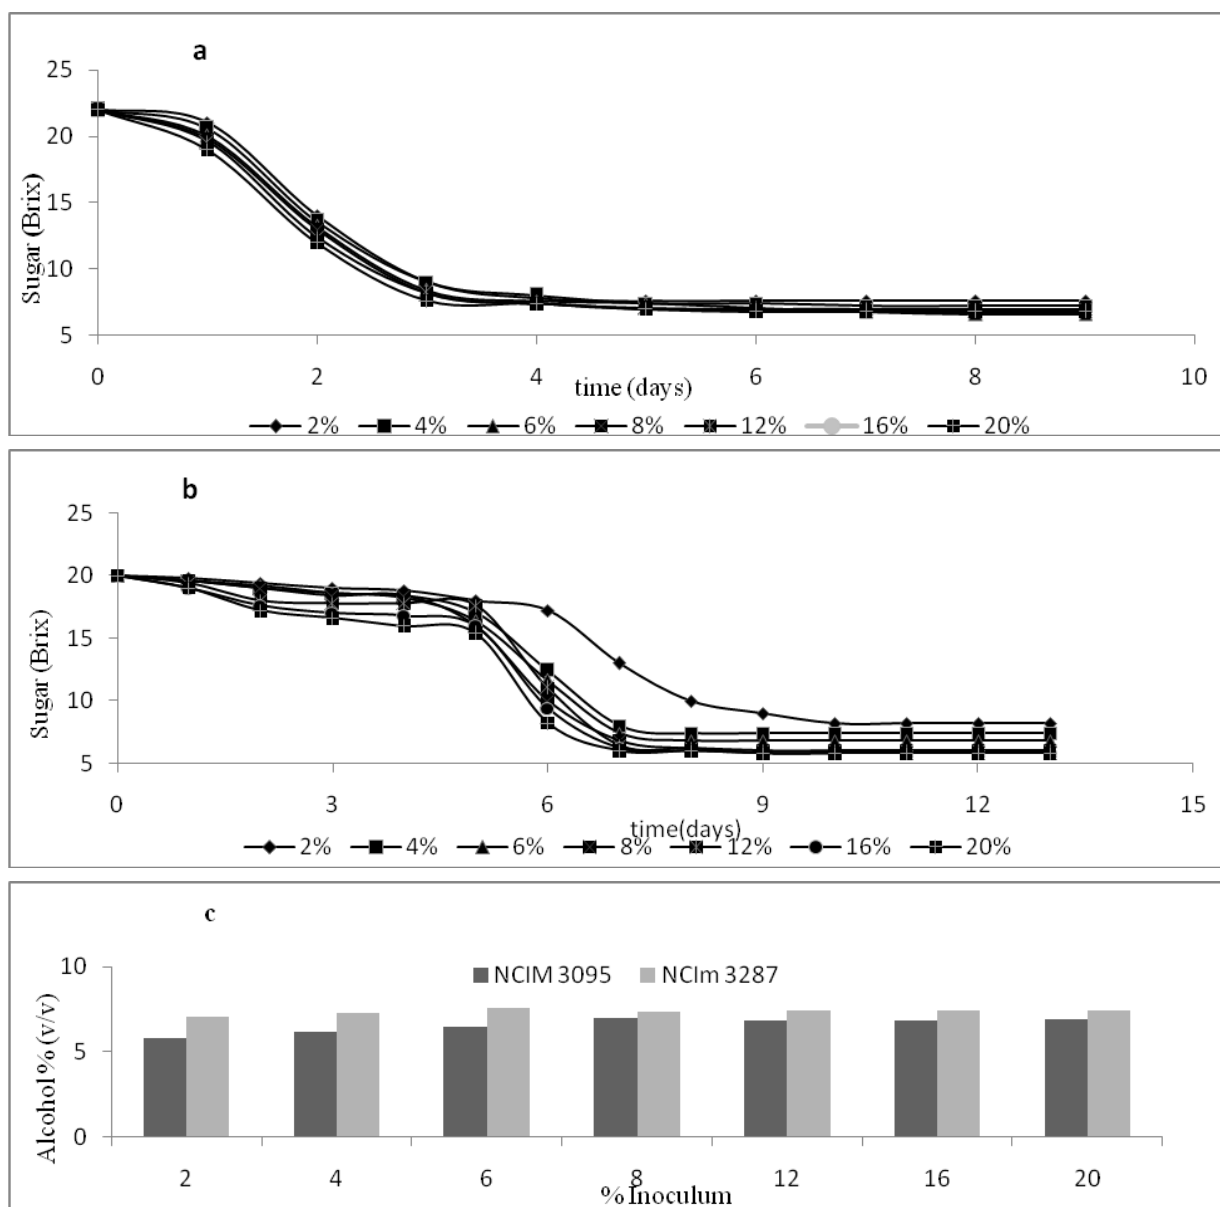 a
25
20
15
10
5
Sugar (Brix)
0 2 4 6 8 10
time (days)
2% 4% 6% 8% 12% 16% 20%
b
25
20
15
10
5
Sugar (Brix)
0 3 6 9 12 15
time(days)
2% 4% 6% 8% 12% 16% 20%
c
10
5
0
Alcohol % (v/v)
NCIM 3095 NCIm 3287
2 4 6 8 12 16 20
% Inoculum